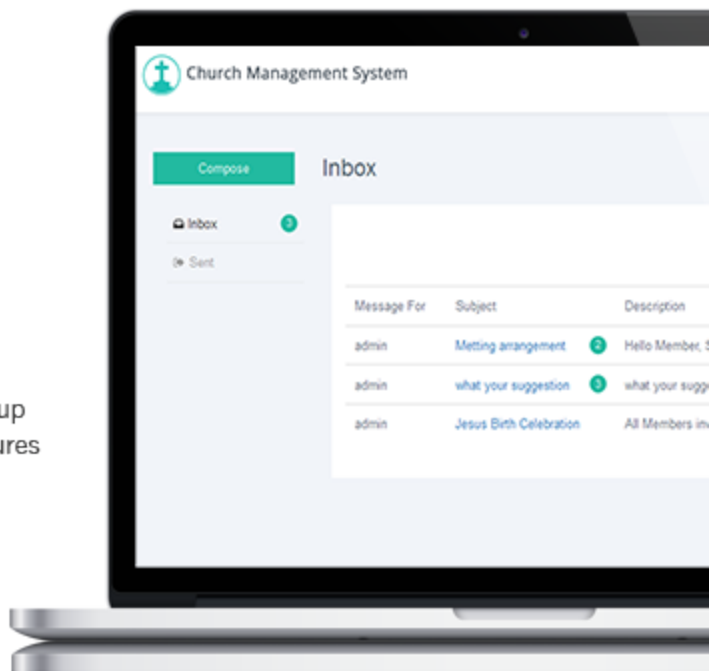 Church Management System
Compose
Inbox
Inbox 3
Sent
Message For Subject Description
admin Metting arrangement 2 Hello Member, S
admin what your suggestion 3 what your sugge
admin Jesus Birth Celebration All Members inv
up
ures